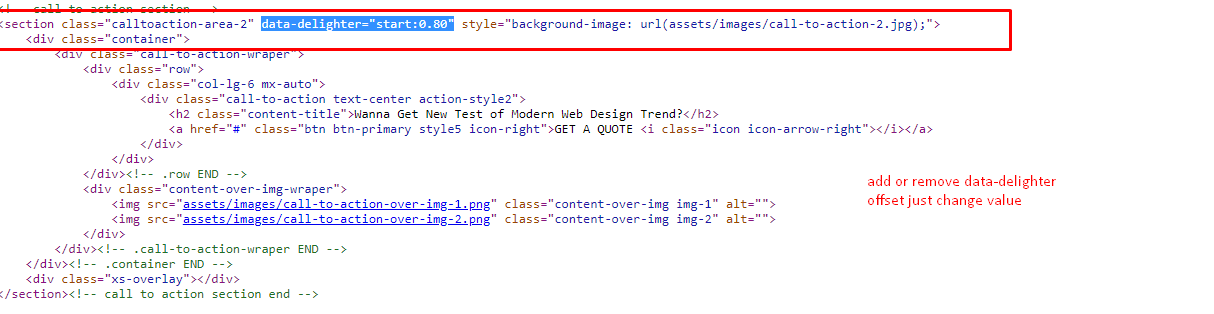 <!-- call to action section -->
<section class="calltoaction-area-2" data-delighter="start:0.80" style="background-image: url(assets/images/call-to-action-2.jpg);">
<div class="container">
<div class="call-to-action-wraper">
<div class="row">
<div class="col-lg-6 mx-auto">
<div class="call-to-action text-center action-style2">
<h2 class="content-title">Wanna Get New Test of Modern Web Design Trend?</h2>
<a href="#" class="btn btn-primary style5 icon-right">GET A QUOTE <i class="icon icon-arrow-right"></i></a>
</div>
</div>
</div><!-- .row END -->
<div class="content-over-img-wraper">
<img src="assets/images/call-to-action-over-img-1.png" class="content-over-img img-1" alt="">
<img src="assets/images/call-to-action-over-img-2.png" class="content-over-img img-2" alt="">
</div>
</div><!-- .call-to-action-wraper END -->
</div><!-- .container END -->
<div class="xs-overlay"></div>
</section><!-- call to action section end -->
add or remove data-delighter
offset just change value